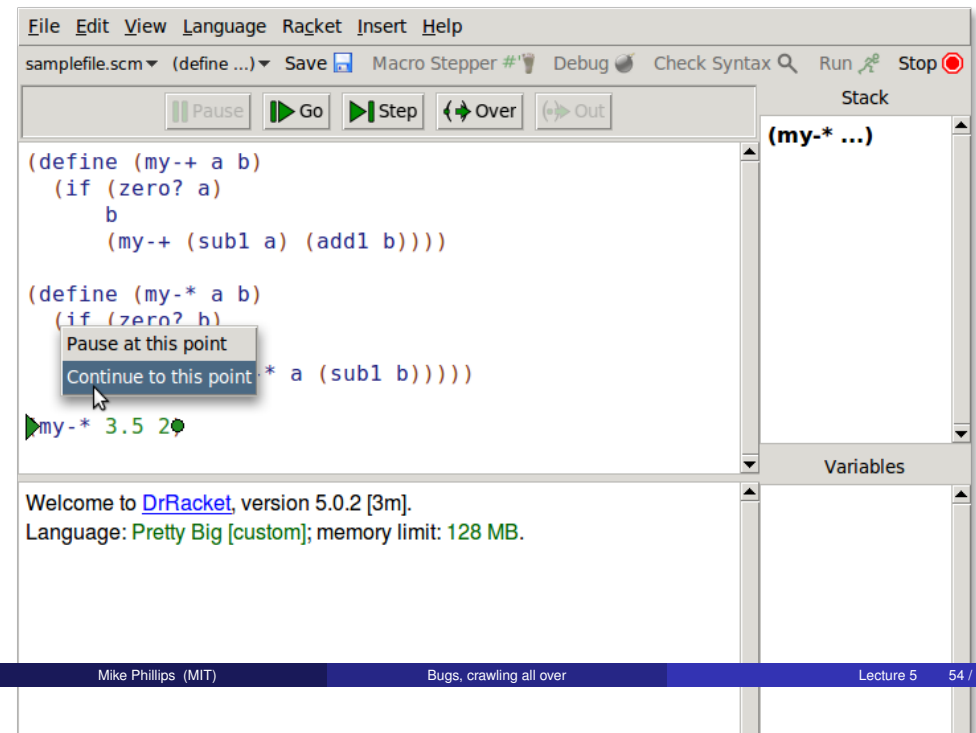 File Edit View Language Racket Insert Help
samplefile.scm (define ...) Save Macro Stepper #' Debug Check Syntax Run Stop
Pause Go Step Over Out
Stack
(my-* ...)
(define (my-+ a b)
(if (zero? a)
b
(my-+ (sub1 a) (add1 b))))
(define (my-* a b)
(if (zero? b)
Pause at this point
Continue to this point * a (sub1 b)))))
my-* 3.5 2)
Variables
Welcome to DrRacket, version 5.0.2 [3m].
Language: Pretty Big [custom]; memory limit: 128 MB.
Mike Phillips (MIT) Bugs, crawling all over Lecture 5 54 /